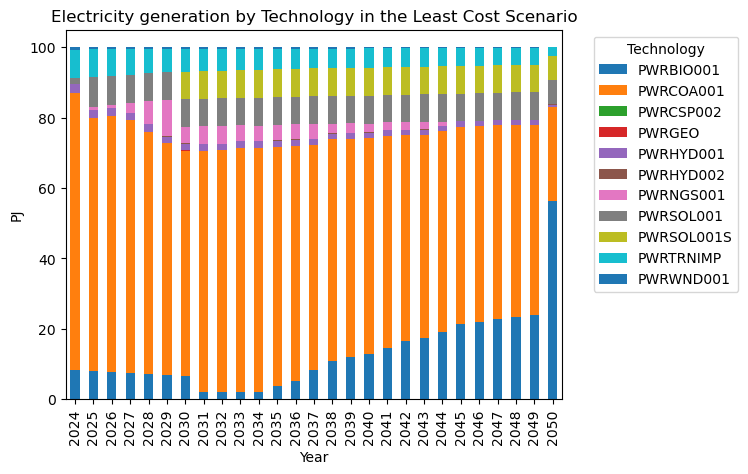 Electricity generation by Technology in the Least Cost Scenario
100
80
60
40
20
0
PJ
2024
2025
2026
2027
2028
2029
2030
2031
2032
2033
2034
2035
2036
2037
2038
2039
2040
2041
2042
2043
2044
2045
2046
2047
2048
2049
2050
Year
Technology
PWRBIO001
PWRCOA001
PWRCSP002
PWRGEO
PWRHYD001
PWRHYD002
PWRNGS001
PWRSOL001
PWRSOL001S
PWRTRNIMP
PWRWND001